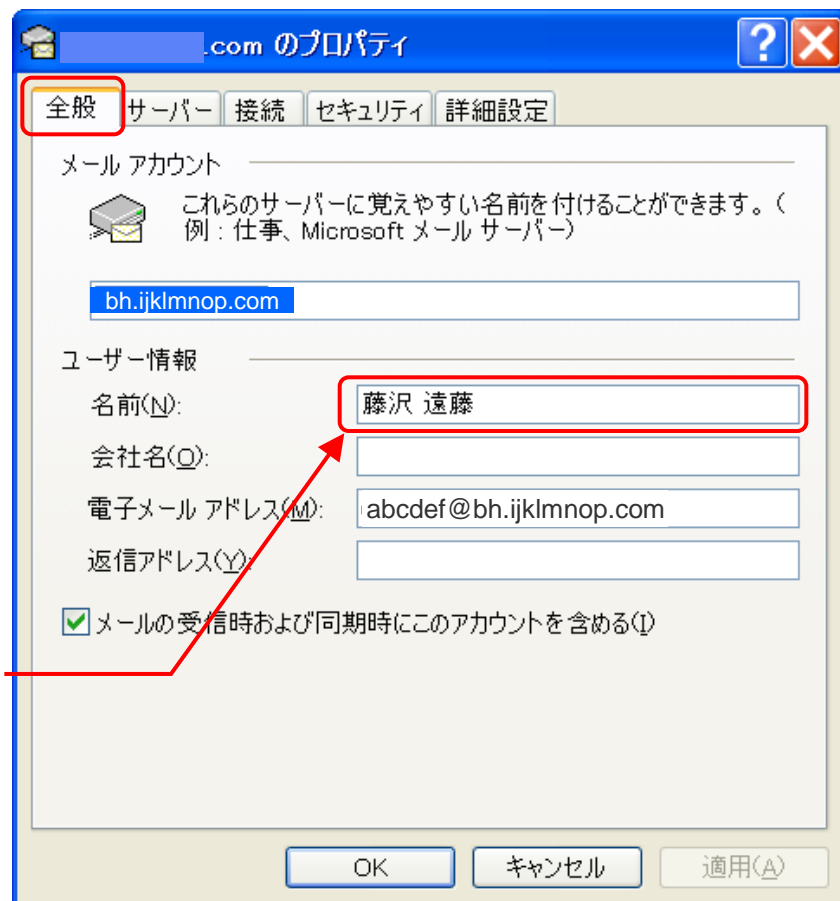 .com のプロパティ
全般 サーバー 接続 セキュリティ 詳細設定
メール アカウント
これらのサーバーに覚えやすい名前を付けることができます。(
例 : 仕事、Microsoft メール サーバー)
bh.ijklmnop.com
ユーザー情報
名前(N): 藤沢 遠藤
会社名(O):
電子メール アドレス(M): abcdef@bh.ijklmnop.com
返信アドレス(Y):
メールの受信時および同期時にこのアカウントを含める(I)
OK キャンセル 適用(A)